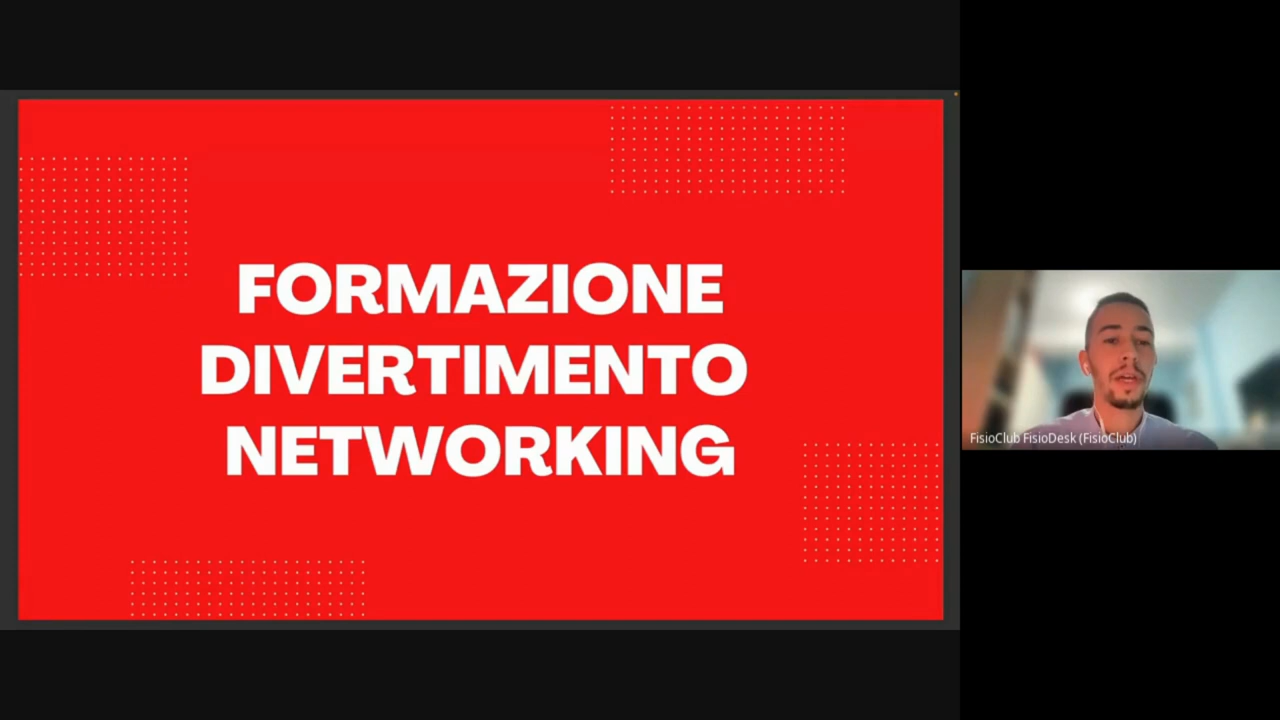 FORMAZIONE
DIVERTIMENTO
NETWORKING
FisioClub FisioDesk (FisioClub)